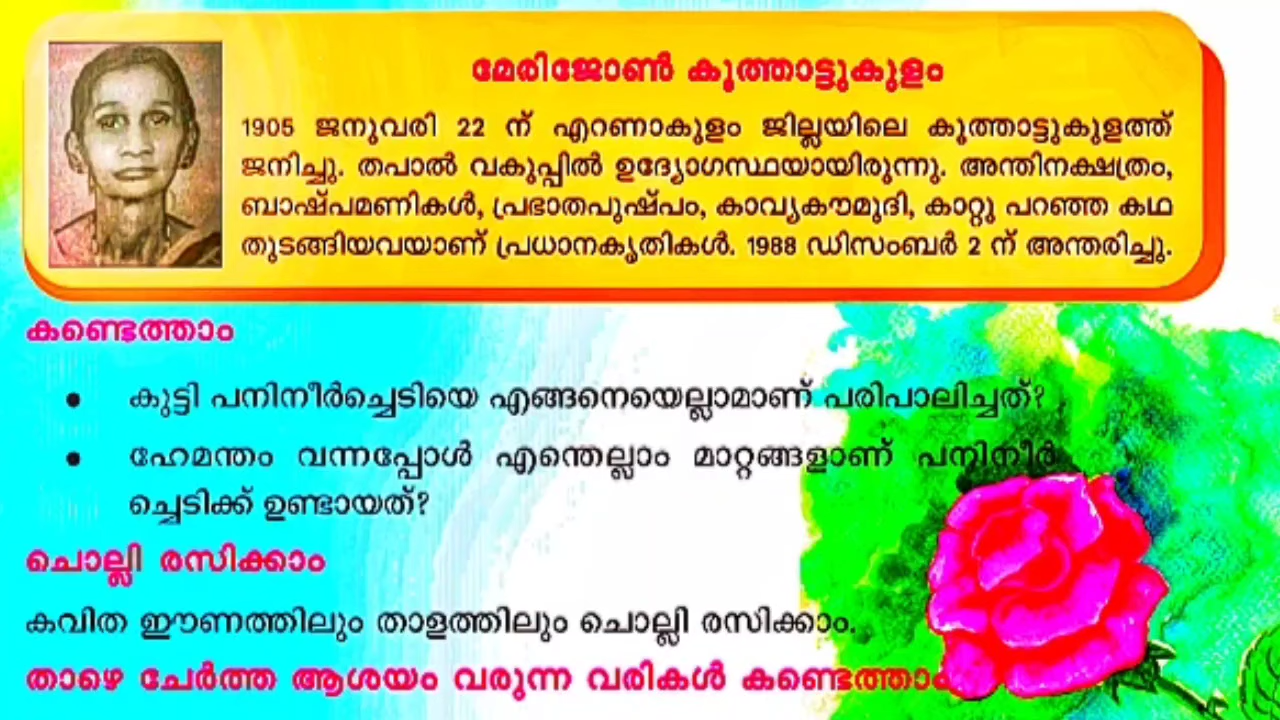 മേരിജോൺ കൂത്താട്ടുകുളം
1905 ജനുവരി 22 ന് എറണാകുളം ജില്ലയിലെ കൂത്താട്ടുകുളത്ത്
ജനിച്ചു. തപാൽ വകുപ്പിൽ ഉദ്യോഗസ്ഥയായിരുന്നു. അന്തിനക്ഷത്രം,
ബാഷ്പമണികൾ, പ്രഭാതപുഷ്പം, കാവ്യകൗമുദി, കാറ്റു പറഞ്ഞ കഥ
തുടങ്ങിയവയാണ് പ്രധാനകൃതികൾ. 1988 ഡിസംബർ 2 ന് അന്തരിച്ചു.
കണ്ടെത്താം
• കുട്ടി പനിനീർച്ചെടിയെ എങ്ങനെയെല്ലാമാണ് പരിപാലിച്ചത്?
• ഹേമന്തം വന്നപ്പോൾ എന്തെല്ലാം മാറ്റങ്ങളാണ് പനിനീർ
ച്ചെടിക്ക് ഉണ്ടായത്?
ചൊല്ലി രസിക്കാം
കവിത ഈണത്തിലും താളത്തിലും ചൊല്ലി രസിക്കാം.
താഴെ ചേർത്ത ആശയം വരുന്ന വരികൾ കണ്ടെത്താം